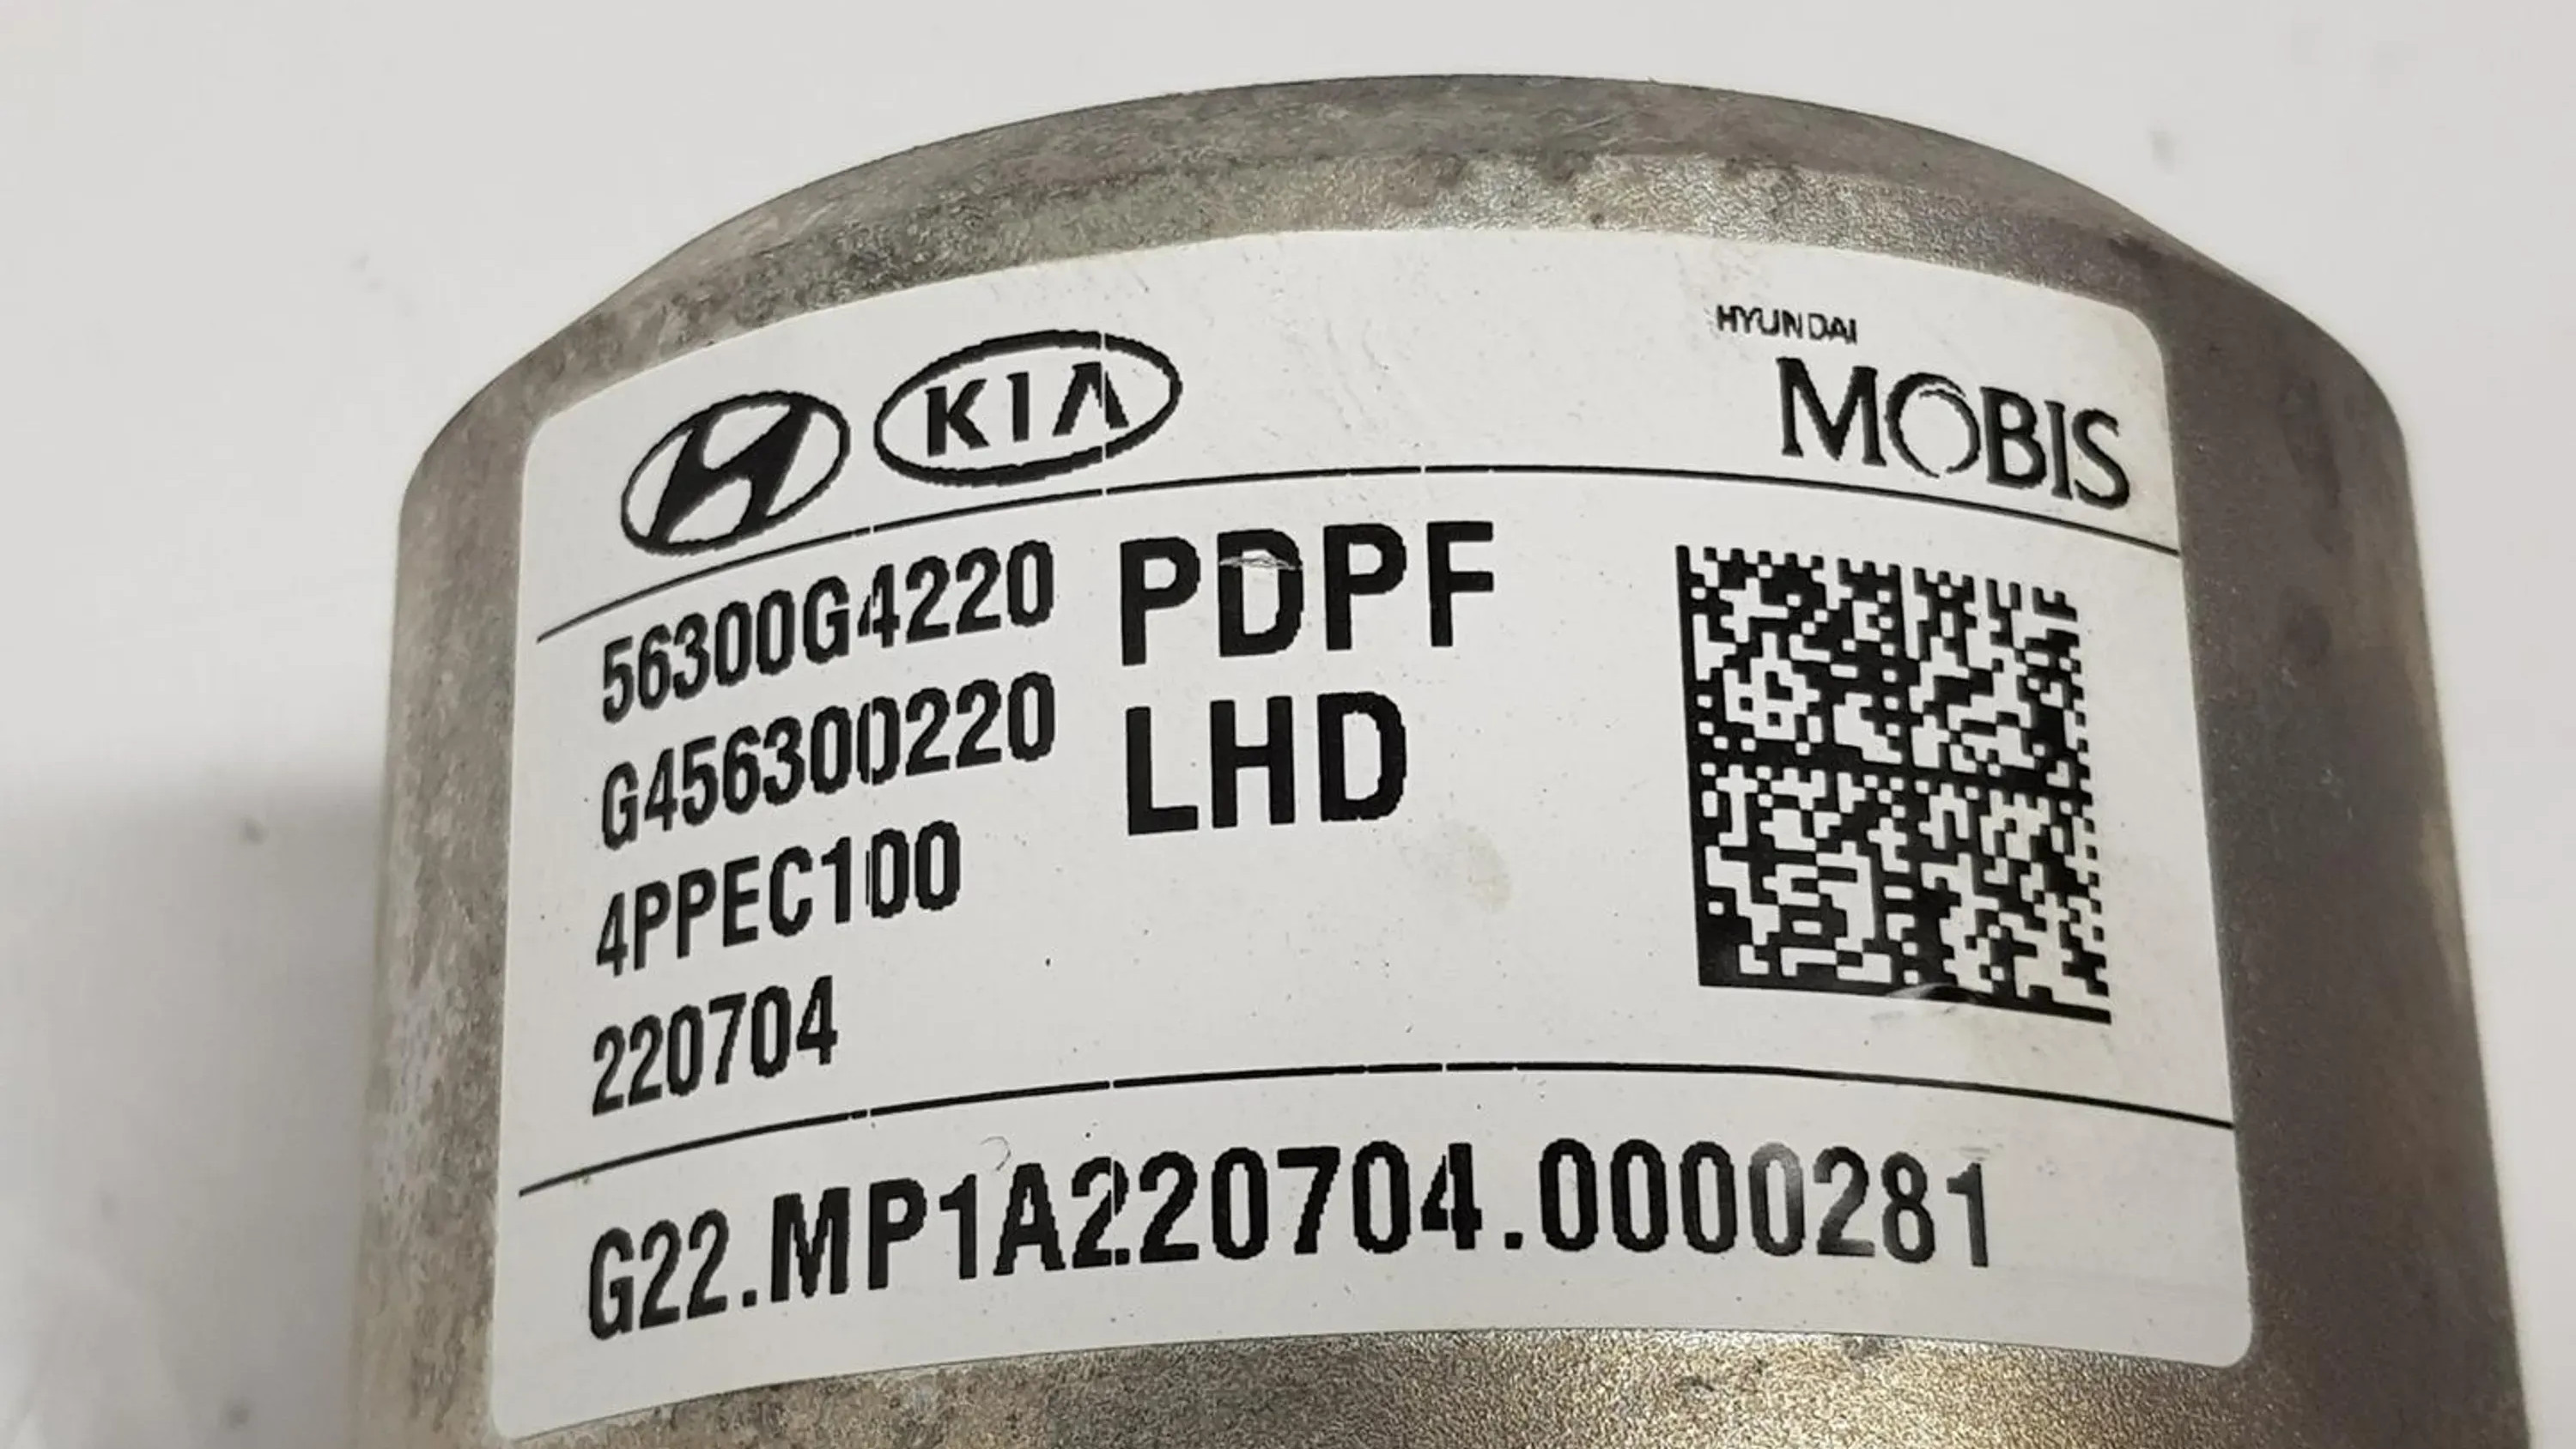 KIA
HYUNDAI
MOBIS
56300G4220 PDPF
G456300220 LHD
4PPEC100
220704
G22.MP1A220704.0000281